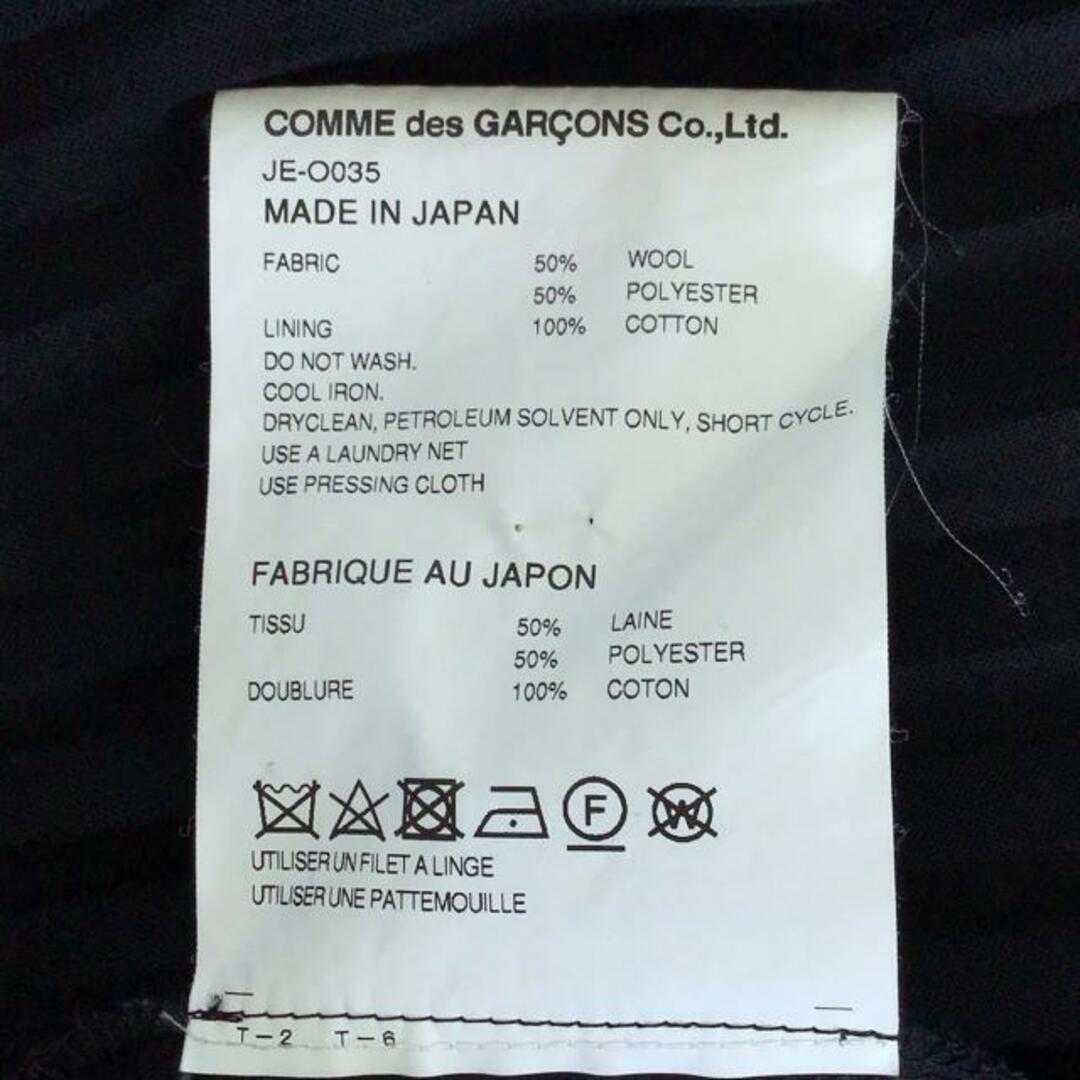 COMME des GARÇONS Co.,Ltd.
JE-O035
MADE IN JAPAN
FABRIC 50% WOOL
50% POLYESTER
LINING 100% COTTON
DO NOT WASH.
COOL IRON.
DRYCLEAN, PETROLEUM SOLVENT ONLY, SHORT CYCLE.
USE A LAUNDRY NET
USE PRESSING CLOTH
FABRIQUE AU JAPON
TISSU 50% LAINE
50% POLYESTER
DOUBLURE 100% COTON
F W
UTILISER UN FILET A LINGE
UTILISER UNE PATTEMOUILLE
T-2 T-6